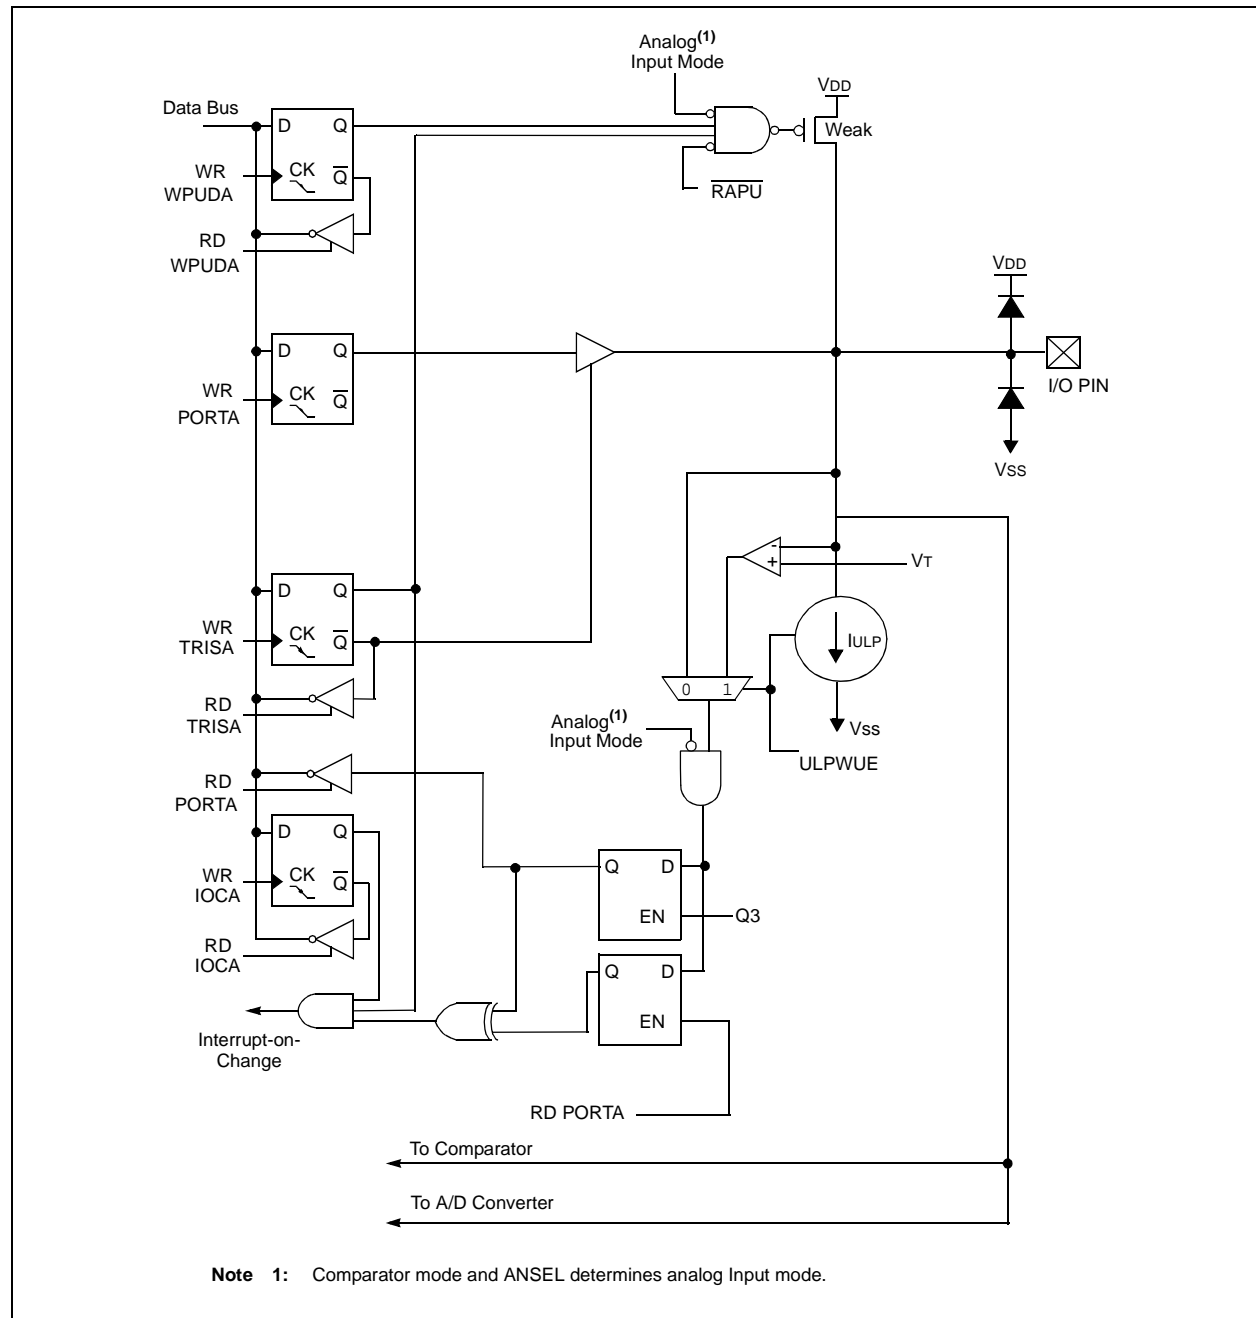 Analog(1)
Input Mode
VDD
Data Bus
D Q
Weak
WR
WPUDA
CK Q
RAPU
RD
WPUDA
VDD
D Q
WR
PORTA
CK Q
I/O PIN
VSS
-
+
VT
D Q
WR
TRISA
CK Q
IULP
0 1
RD
TRISA
Analog(1)
Input Mode
VSS
ULPWUE
RD
PORTA
D Q
WR
IOCA
CK Q
Q D
EN
Q3
RD
IOCA
Q D
EN
Interrupt-on-
Change
RD PORTA
To Comparator
To A/D Converter
Note 1: Comparator mode and ANSEL determines analog Input mode.